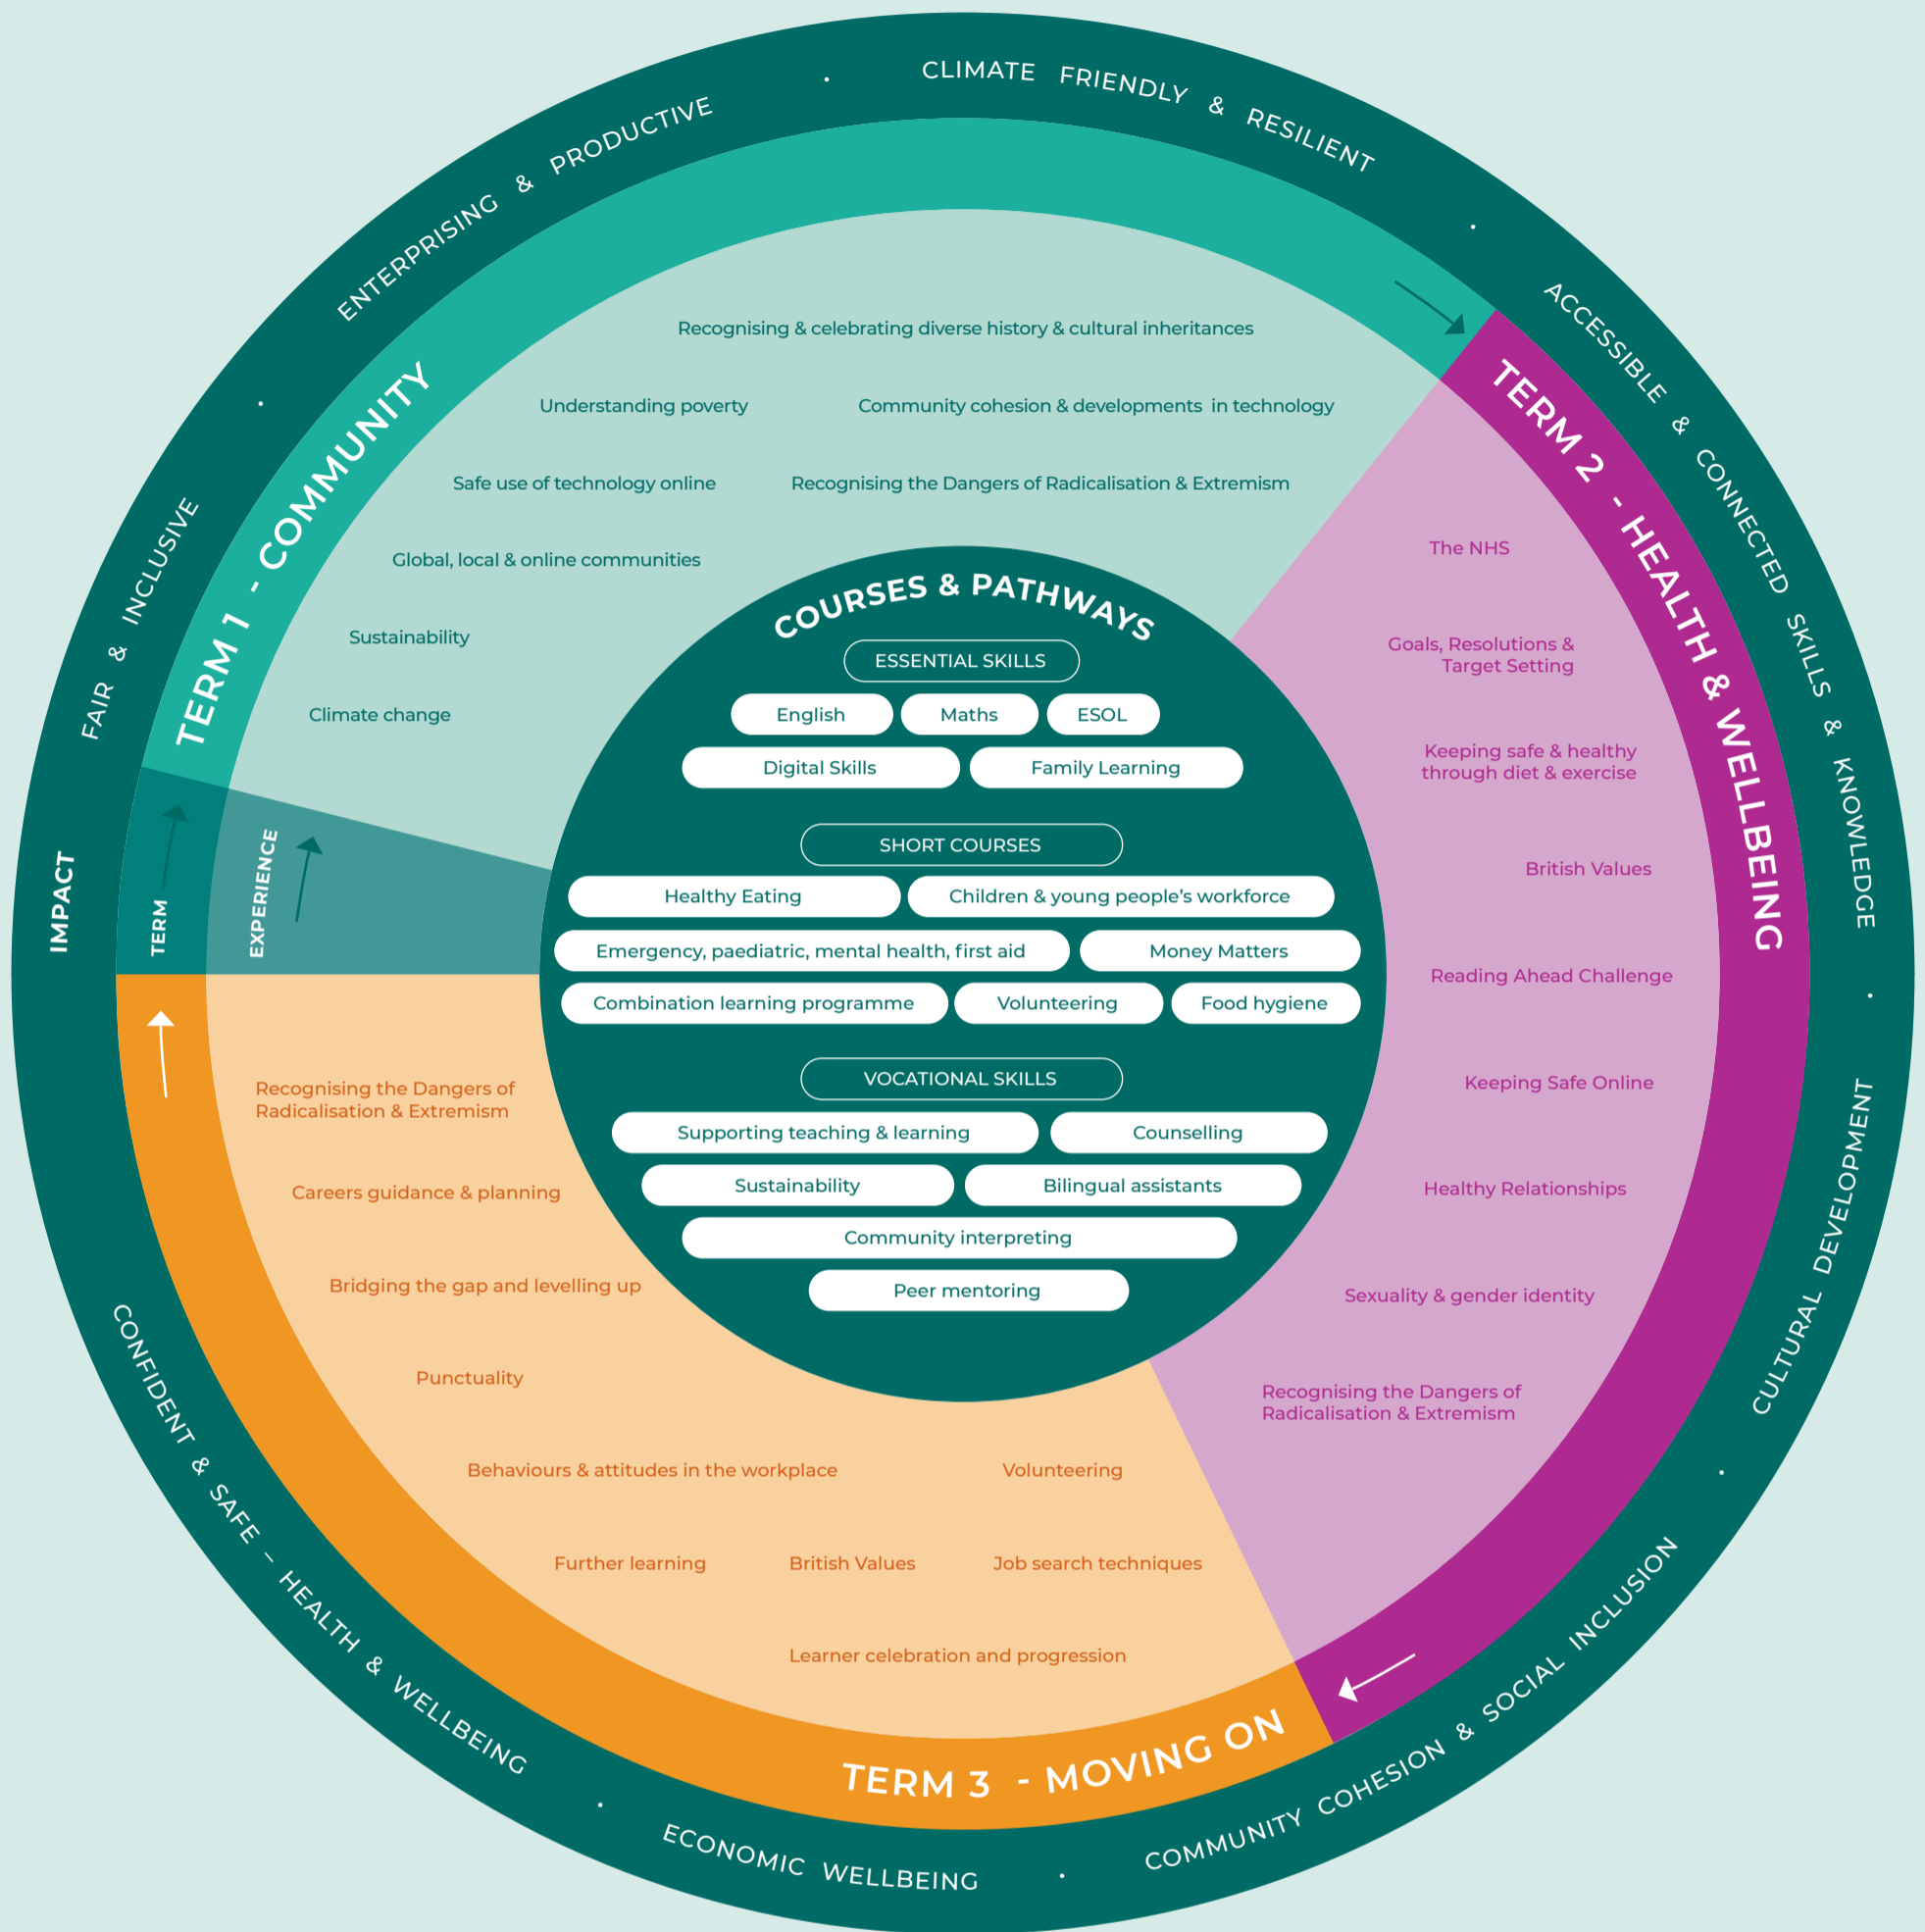 IMPACT
FAIR & INCLUSIVE
·
ENTERPRISING & PRODUCTIVE
·
CLIMATE FRIENDLY & RESILIENT
·
ACCESSIBLE & CONNECTED SKILLS & KNOWLEDGE
·
CULTURAL DEVELOPMENT
·
COMMUNITY COHESION & SOCIAL INCLUSION
·
ECONOMIC WELLBEING
·
CONFIDENT & SAFE – HEALTH & WELLBEING
TERM
EXPERIENCE
TERM 1 - COMMUNITY
Recognising & celebrating diverse history & cultural inheritances
Understanding poverty
Community cohesion & developments in technology
Safe use of technology online
Recognising the Dangers of Radicalisation & Extremism
Global, local & online communities
Sustainability
Climate change
TERM 2 - HEALTH & WELLBEING
The NHS
Goals, Resolutions &
Target Setting
Keeping safe & healthy
through diet & exercise
British Values
Reading Ahead Challenge
Keeping Safe Online
Healthy Relationships
Sexuality & gender identity
Recognising the Dangers of
Radicalisation & Extremism
TERM 3 - MOVING ON
Recognising the Dangers of
Radicalisation & Extremism
Careers guidance & planning
Bridging the gap and levelling up
Punctuality
Behaviours & attitudes in the workplace
Volunteering
Further learning
British Values
Job search techniques
Learner celebration and progression
COURSES & PATHWAYS
ESSENTIAL SKILLS
English
Maths
ESOL
Digital Skills
Family Learning
SHORT COURSES
Healthy Eating
Children & young people’s workforce
Emergency, paediatric, mental health, first aid
Money Matters
Combination learning programme
Volunteering
Food hygiene
VOCATIONAL SKILLS
Supporting teaching & learning
Counselling
Sustainability
Bilingual assistants
Community interpreting
Peer mentoring